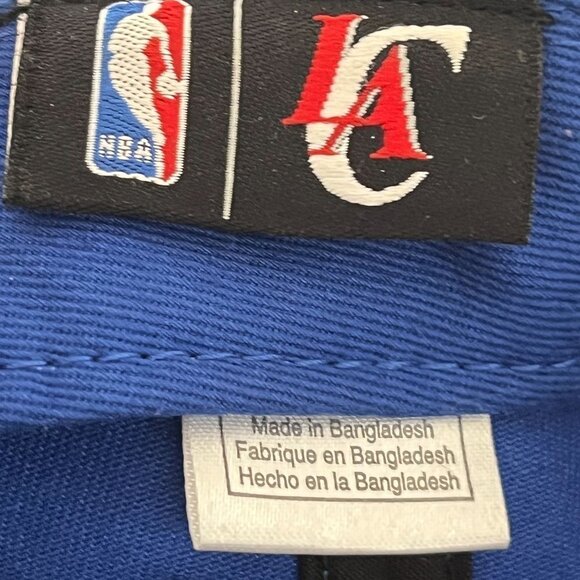 NBA
LAC
Made in Bangladesh
Fabrique en Bangladesh
Hecho en la Bangladesh